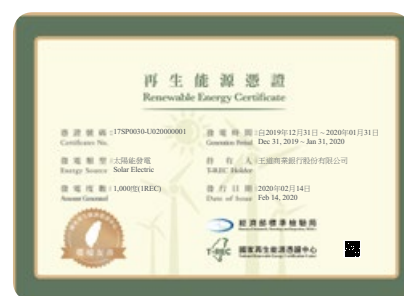 再生能源憑證
Renewable Energy Certificate
憑證號碼:17SP0030-U020000001
Certificate No.
發電時間:自2019年12月31日~2020年01月31日
Generation Period Dec 31, 2019 ~ Jan 31, 2020
發電類型:太陽能發電
Energy Source Solar Electric
持有人:王道商業銀行股份有限公司
T-REC Holder
發電度數:1,000度(1REC)
Amount Generated
發行日期:2020年02月14日
Date of Issue Feb 14, 2020
經濟部標準檢驗局
T-REC 國家再生能源憑證中心